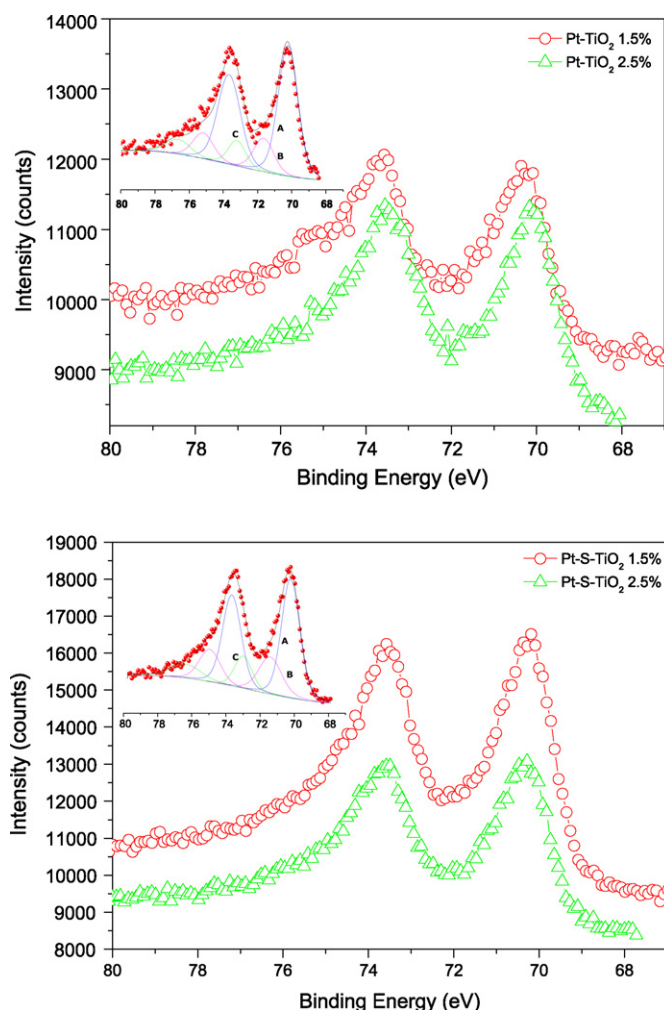 14000
13000
12000
11000
10000
9000
Intensity (counts)
Pt-TiO₂ 1.5%
Pt-TiO₂ 2.5%
A
C
B
80 78 76 74 72 70 68
80 78 76 74 72 70 68
Binding Energy (eV)
19000
18000
17000
16000
15000
14000
13000
12000
11000
10000
9000
8000
Intensity (counts)
Pt-S-TiO₂ 1.5%
Pt-S-TiO₂ 2.5%
A
C
B
80 78 76 74 72 70 68
80 78 76 74 72 70 68
Binding Energy (eV)